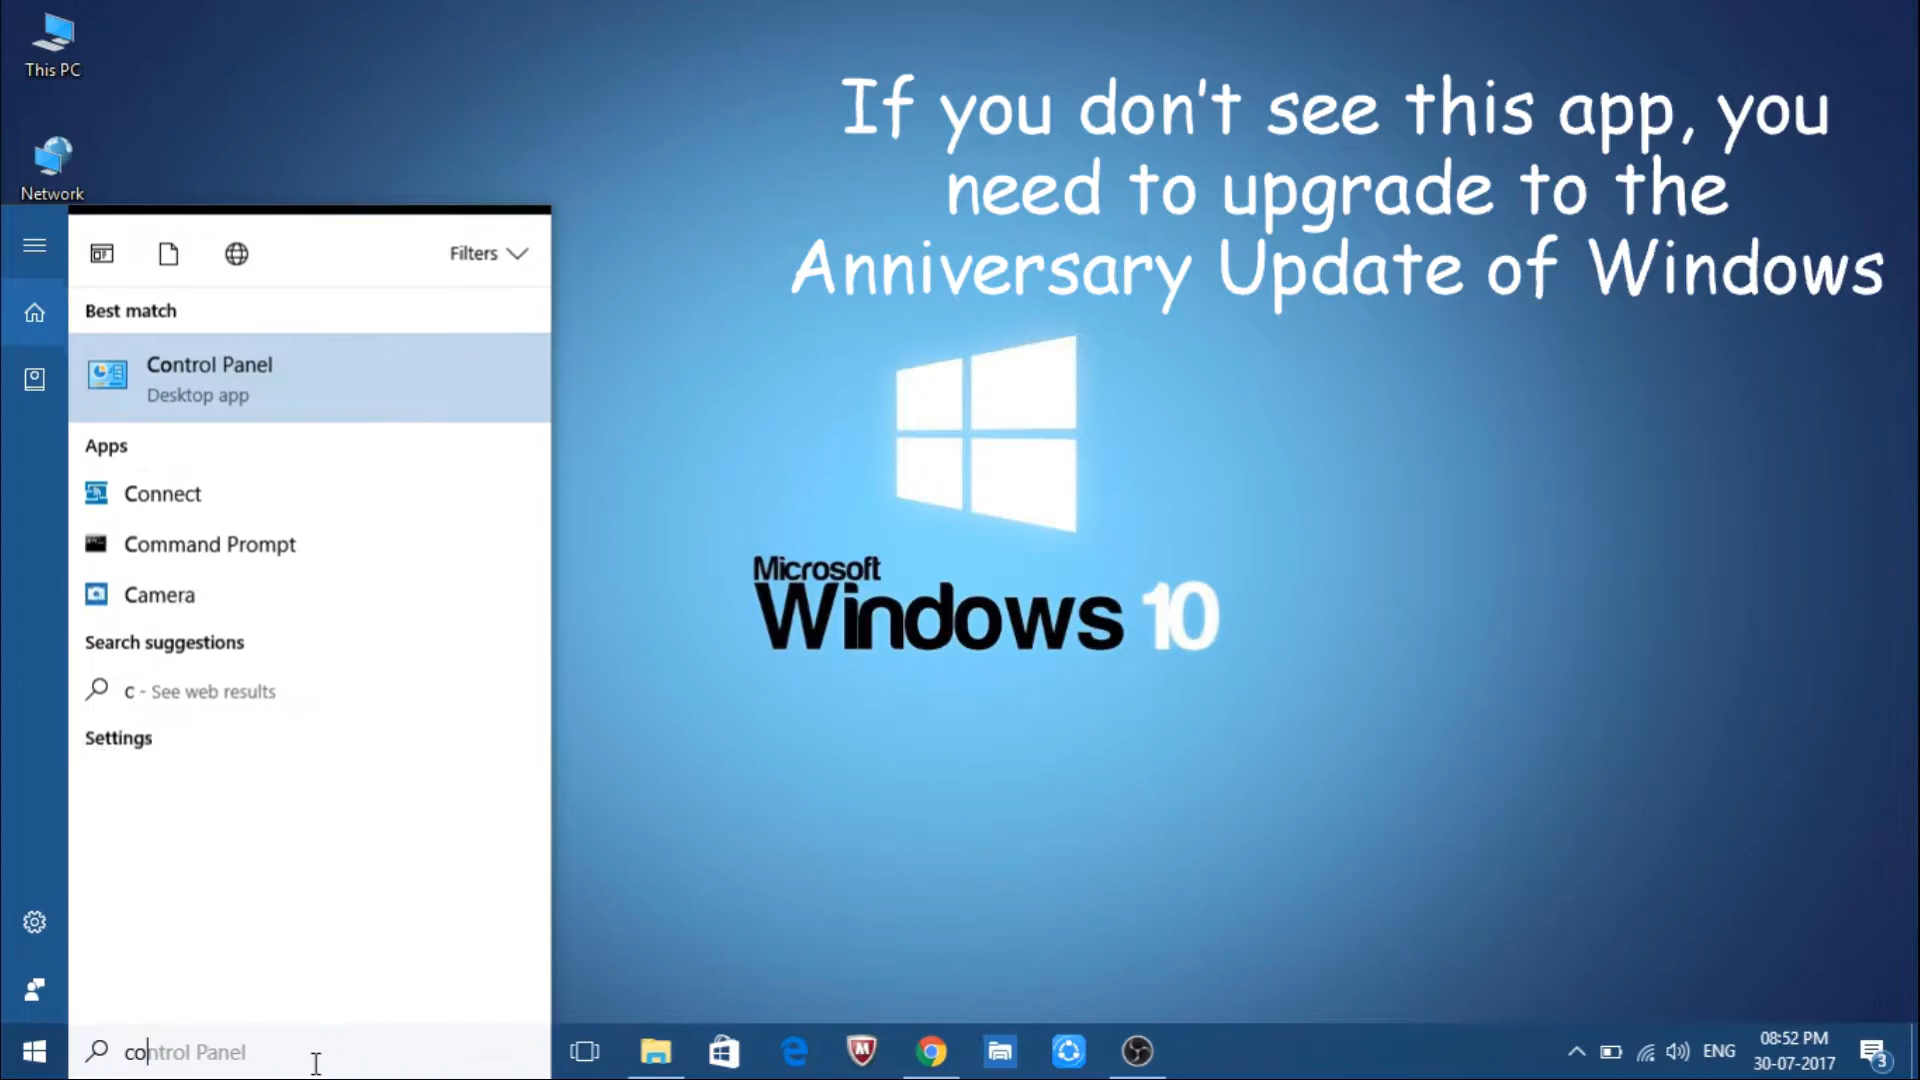 This PC
Network
If you don't see this app, you
need to upgrade to the
Anniversary Update of Windows
Filters
Best match
Control Panel
Desktop app
Apps
Connect
Command Prompt
Camera
Search suggestions
c - See web results
Settings
Microsoft
Windows 10
control Panel
ENG
08:52 PM
30-07-2017
3